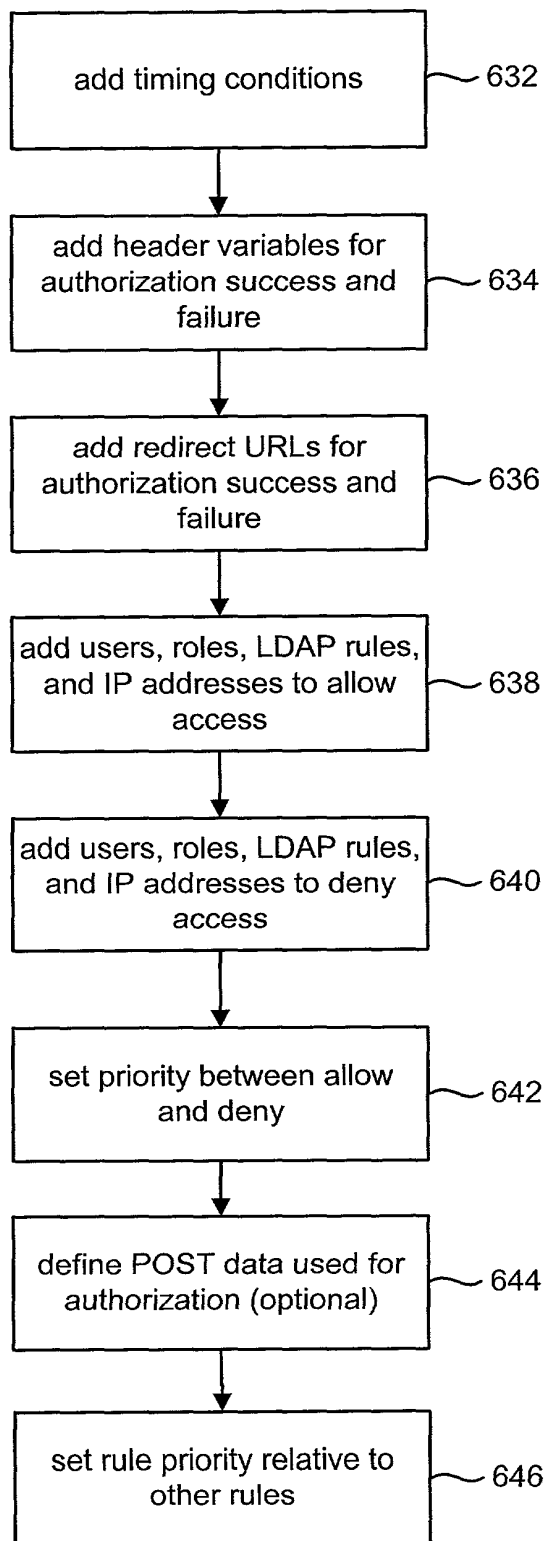 add timing conditions
632
add header variables for
authorization success and
failure
634
add redirect URLs for
authorization success and
failure
636
add users, roles, LDAP rules,
and IP addresses to allow
access
638
add users, roles, LDAP rules,
and IP addresses to deny
access
640
set priority between allow
and deny
642
define POST data used for
authorization (optional)
644
set rule priority relative to
other rules
646